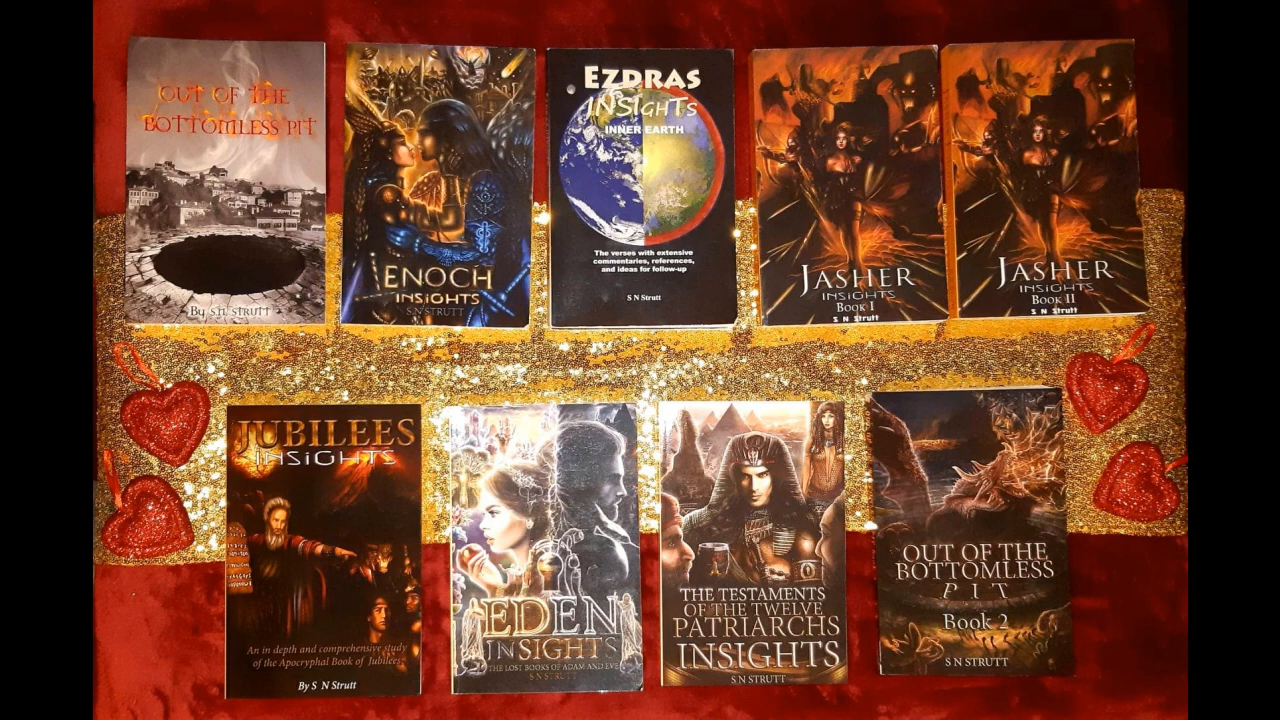 OUT OF THE
BOTTOMLESS PIT
By S.N. STRUTT
ENOCH
INSiGHTS
S.N STRUTT
EZDRAS
INSIGHTS
INNER EARTH
The verses with extensive
commentaries, references,
and ideas for follow-up
S N Strutt
JASHER
INSIGHTS
BOOK I
S N Strutt
JASHER
INSIGHTS
BOOK II
S N Strutt
JUBILEES
INSiGHTS
An in depth and comprehensive study
of the Apocryphal Book of Jubilees.
By S N Strutt
EDEN
INSIGHTS
THE LOST BOOKS OF ADAM AND EVE
S N STRUTT
THE TESTAMENTS
OF THE TWELVE
PATRIARCHS
INSIGHTS
S N STRUTT
OUT OF THE
BOTTOMLESS
PIT
Book 2
S N STRUTT